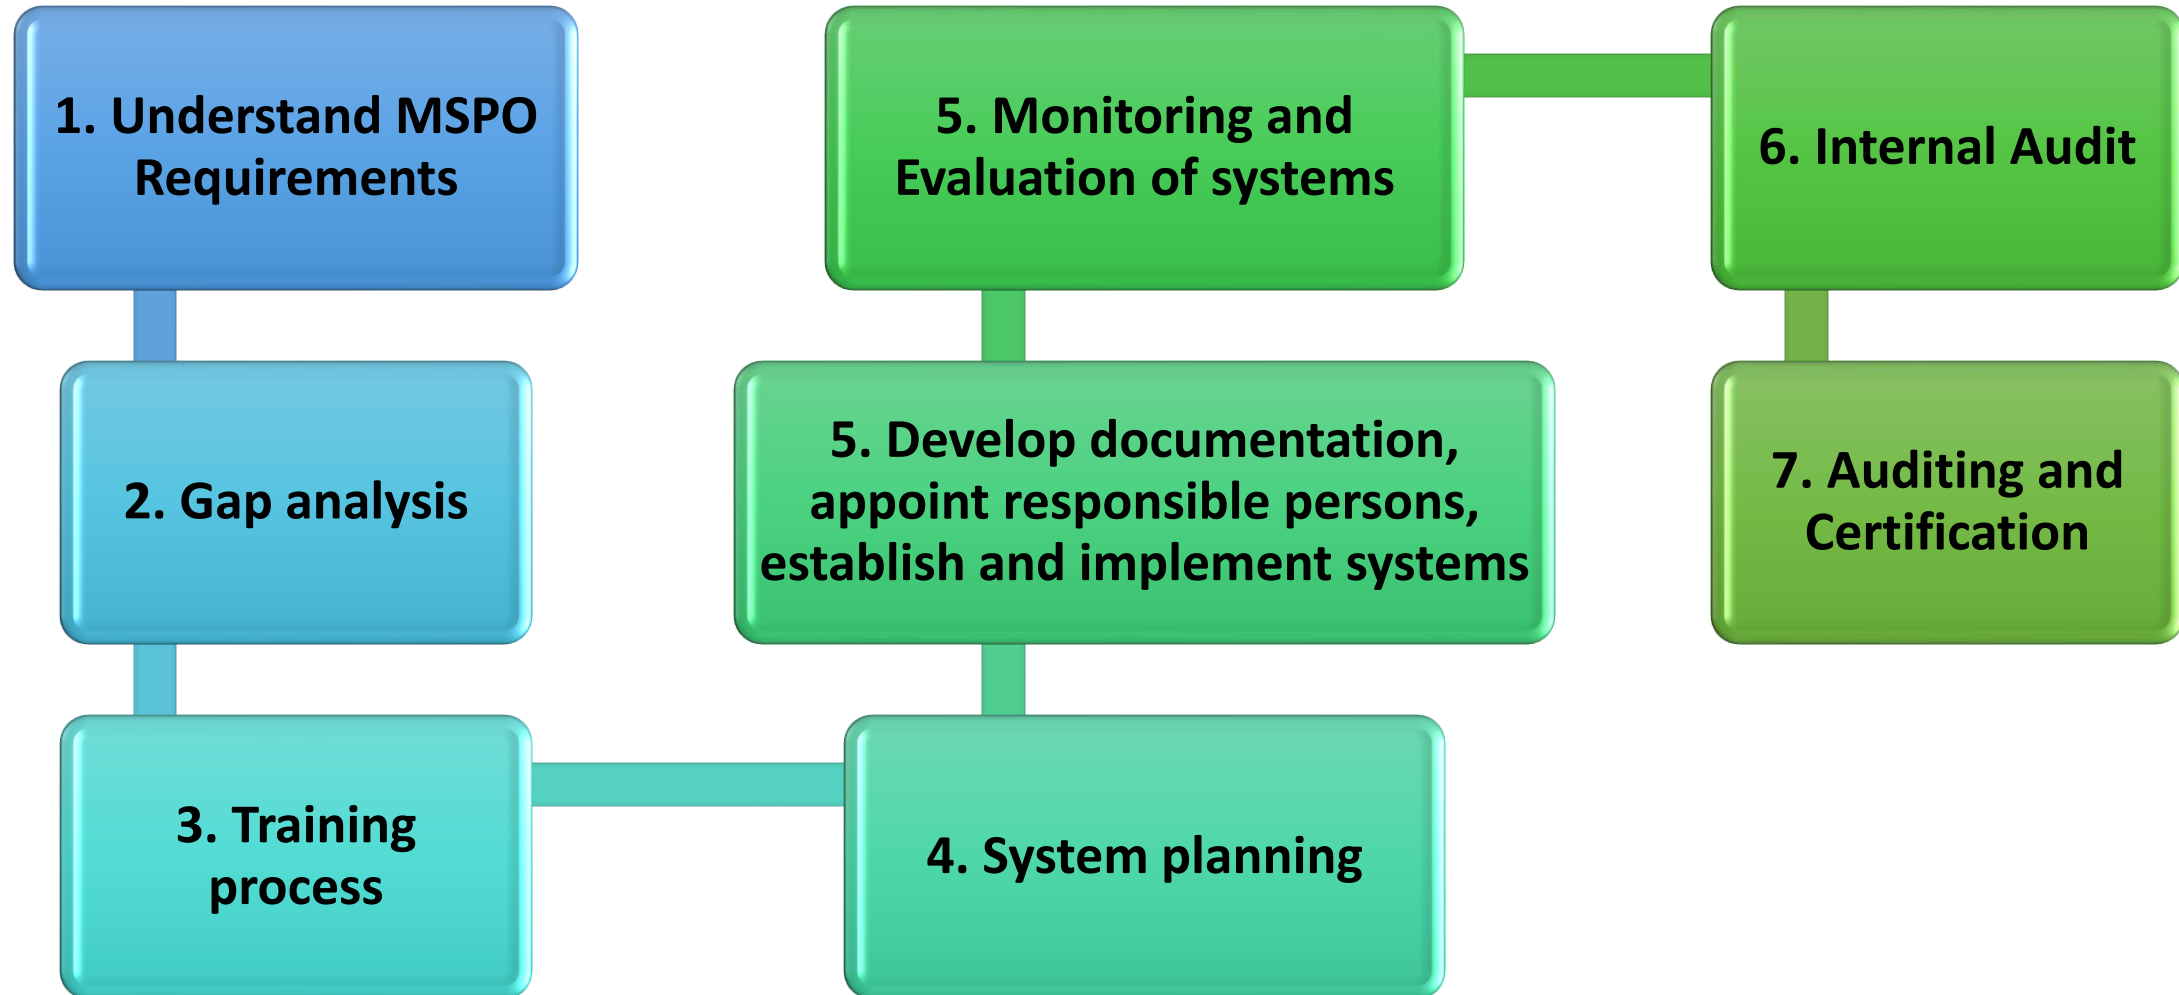 1. Understand MSPO
Requirements
2. Gap analysis
3. Training
process
4. System planning
5. Develop documentation,
appoint responsible persons,
establish and implement systems
5. Monitoring and
Evaluation of systems
6. Internal Audit
7. Auditing and
Certification